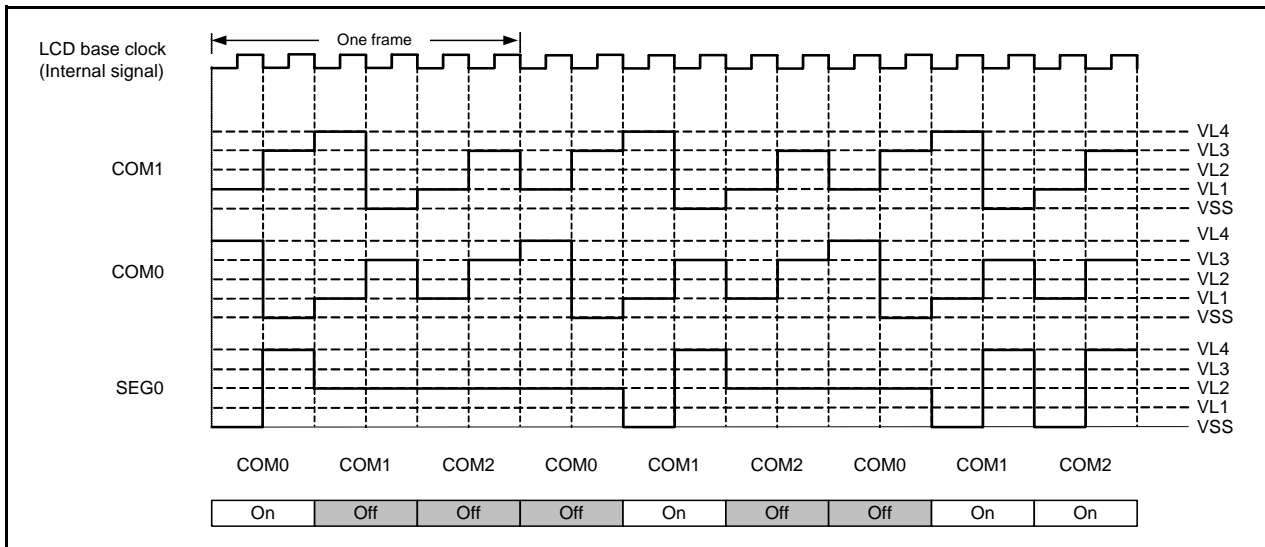 One frame
LCD base clock
(Internal signal)
COM1
VL4
VL3
VL2
VL1
VSS
COM0
VL4
VL3
VL2
VL1
VSS
SEG0
VL4
VL3
VL2
VL1
VSS
COM0 COM1 COM2 COM0 COM1 COM2 COM0 COM1 COM2
On Off Off Off On Off Off On On